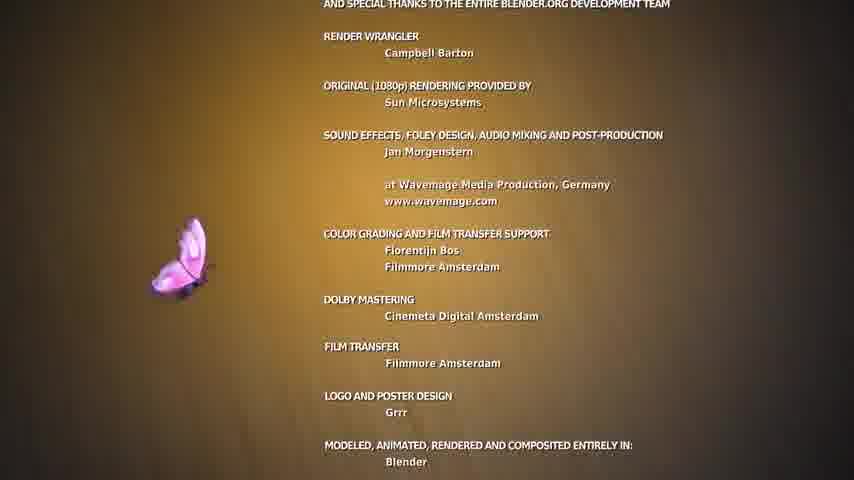 AND SPECIAL THANKS TO THE ENTIRE BLENDER.ORG DEVELOPMENT TEAM
RENDER WRANGLER
Campbell Barton
ORIGINAL (1080p) RENDERING PROVIDED BY
Sun Microsystems
SOUND EFFECTS, FOLEY DESIGN, AUDIO MIXING AND POST-PRODUCTION
Jan Morgenstern
at Wavemage Media Production, Germany
www.wavemage.com
COLOR GRADING AND FILM TRANSFER SUPPORT
Florentijn Bos
Filmmore Amsterdam
DOLBY MASTERING
Cinemeta Digital Amsterdam
FILM TRANSFER
Filmmore Amsterdam
LOGO AND POSTER DESIGN
Grrr
MODELED, ANIMATED, RENDERED AND COMPOSITED ENTIRELY IN:
Blender